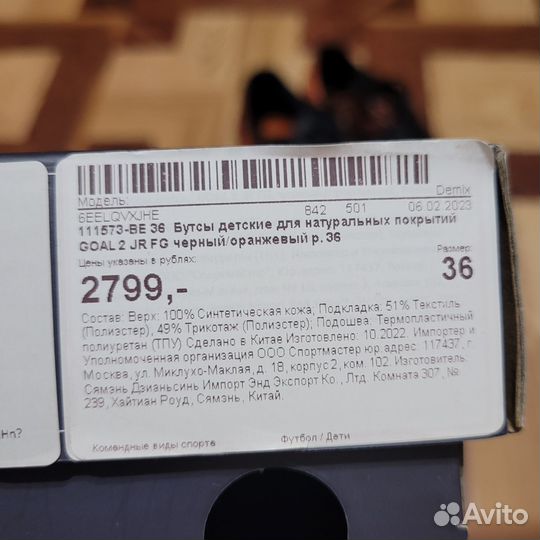 Модель:
Demix
6EELQVXJHE 842 501 06.02.2023
111573-BE 36 Бутсы детские для натуральных покрытий
GOAL 2 JR FG черный/оранжевый р. 36
Цены указаны в рублях:
Размер:
2799,-
36
Состав: Верх: 100% Синтетическая кожа; Подкладка: 51% Текстиль
(Полиэстер), 49% Трикотаж (Полиэстер); Подошва: Термопластичный
полиуретан (ТПУ) Сделано в Китае Изготовлено: 10.2022. Импортер и
Уполномоченная организация ООО Спортмастер юр.адрес: 117437, г.
Москва, ул. Миклухо-Маклая, д. 18, корпус 2, ком. 102. Изготовитель:
Сямэнь Дзианьсинь Импорт Энд Экспорт Ко., Лтд. Комната 307, №
239, Хайтиан Роуд, Сямэнь, Китай.
Нп?
Командные виды спорта
Футбол / Дети
Avito